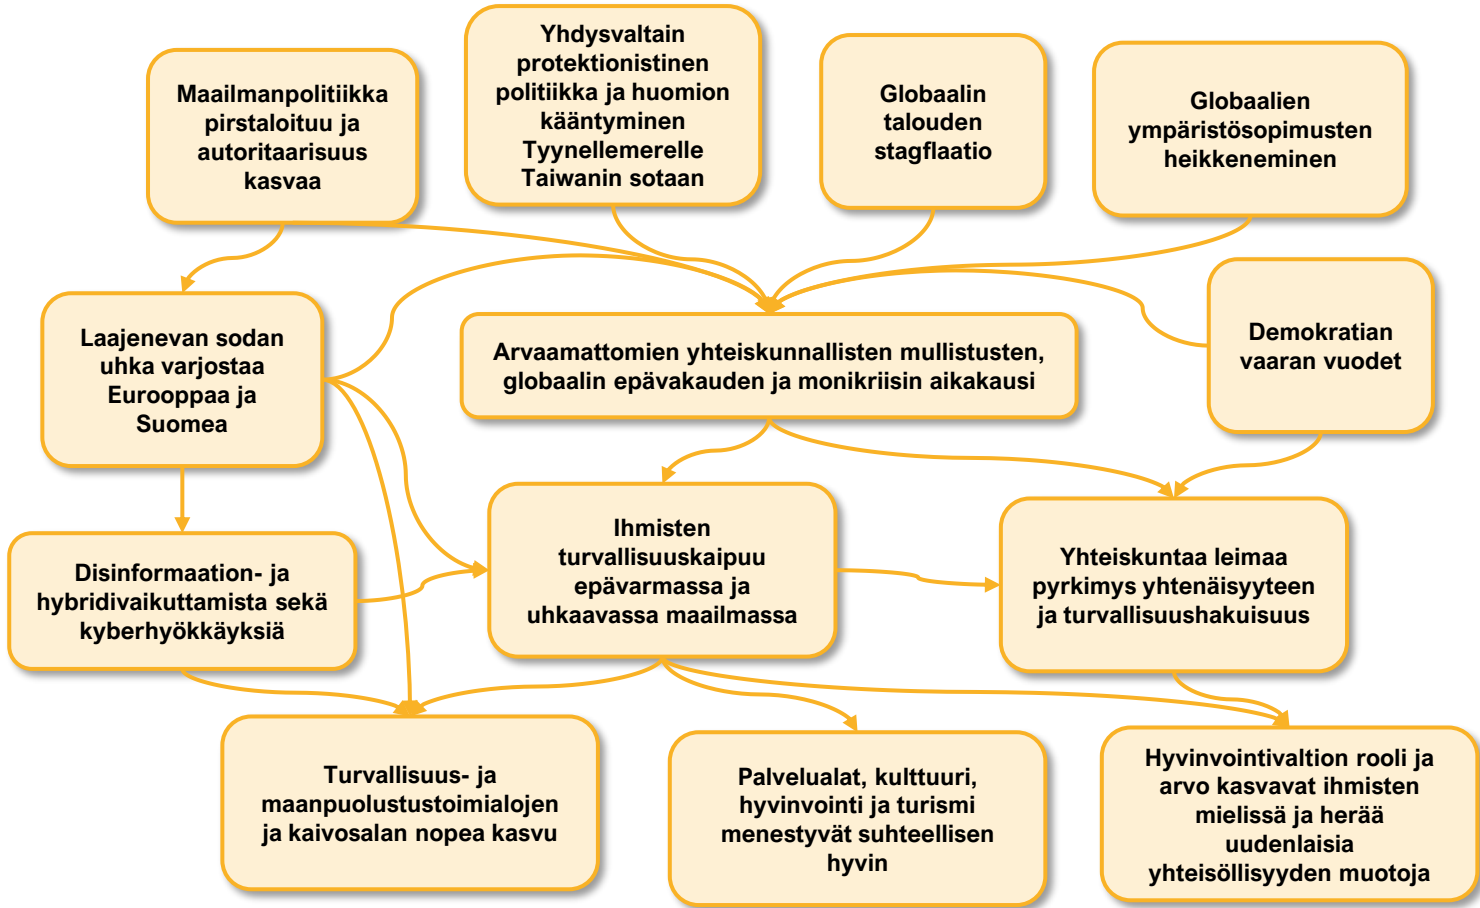 Maailmanpolitiikka
pirstaloituu ja
autoritaarisuus
kasvaa
Yhdysvaltain
protektionistinen
politiikka ja huomion
kääntyminen
Tyynellemerelle
Taiwanin sotaan
Globaalin
talouden
stagflaatio
Globaalien
ympäristösopimusten
heikkeneminen
Laajenevan sodan
uhka varjostaa
Eurooppaa ja
Suomea
Arvaamattomien yhteiskunnallisten mullistusten,
globaalin epävakauden ja monikriisin aikakausi
Demokratian
vaaran vuodet
Disinformaation- ja
hybridivaikuttamista sekä
kyberhyökkäyksiä
Ihmisten
turvallisuuskaipuu
epävarmassa ja
uhkaavassa maailmassa
Yhteiskuntaa leimaa
pyrkimys yhtenäisyyteen
ja turvallisuushakuisuus
Turvallisuus- ja
maanpuolustustoimialojen
ja kaivosalan nopea kasvu
Palvelualat, kulttuuri,
hyvinvointi ja turismi
menestyvät suhteellisen
hyvin
Hyvinvointivaltion rooli ja
arvo kasvavat ihmisten
mielissä ja herää
uudenlaisia
yhteisöllisyyden muotoja